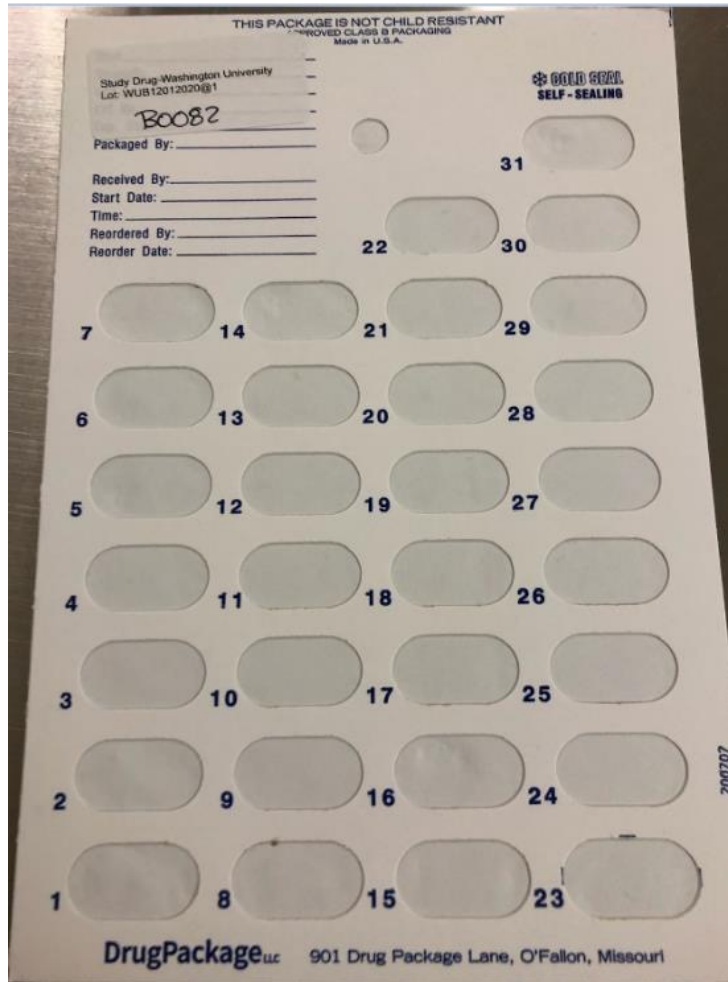 THIS PACKAGE IS NOT CHILD RESISTANT
APPROVED CLASS B PACKAGING
Made in U.S.A.
Study Drug-Washington University
Lot: WUB12012020@1
B0082
COLD SEAL
SELF-SEALING
Packaged By:
Received By:
Start Date:
Time:
Reordered By:
Reorder Date:
31
22 30
7 14 21 29
6 13 20 28
5 12 19 27
4 11 18 26
3 10 17 25
2 9 16 24
1 8 15 23
200707
DrugPackage LLC 901 Drug Package Lane, O'Fallon, Missouri